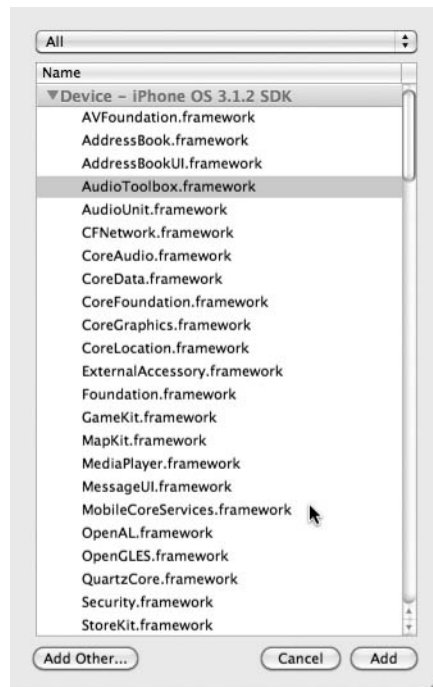 All
Name
Device – iPhone OS 3.1.2 SDK
AVFoundation.framework
AddressBook.framework
AddressBookUI.framework
AudioToolbox.framework
AudioUnit.framework
CFNetwork.framework
CoreAudio.framework
CoreData.framework
CoreFoundation.framework
CoreGraphics.framework
CoreLocation.framework
ExternalAccessory.framework
Foundation.framework
GameKit.framework
MapKit.framework
MediaPlayer.framework
MessageUI.framework
MobileCoreServices.framework
OpenAL.framework
OpenGLES.framework
QuartzCore.framework
Security.framework
StoreKit.framework
Add Other... Cancel Add